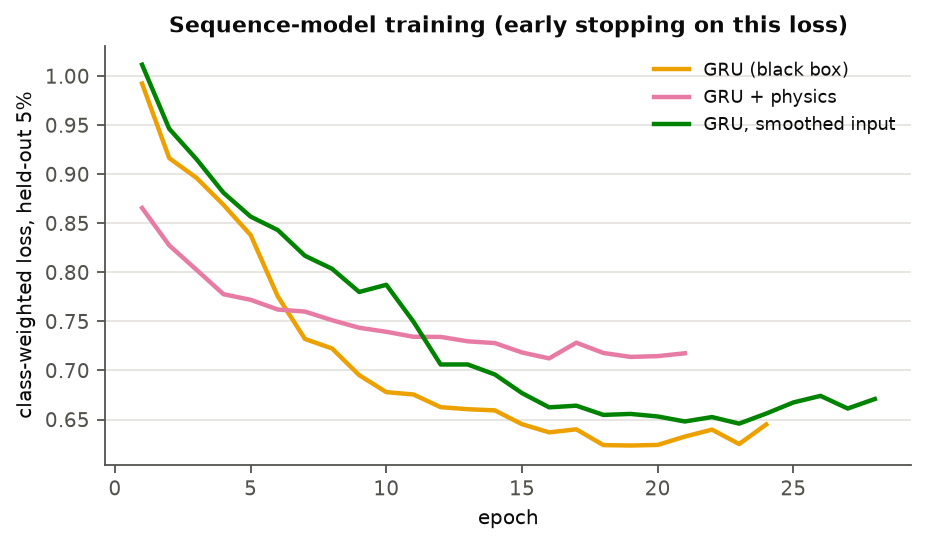 Sequence-model training (early stopping on this loss)
GRU (black box)
GRU + physics
GRU, smoothed input
class-weighted loss, held-out 5%
1.00
0.95
0.90
0.85
0.80
0.75
0.70
0.65
0 5 10 15 20 25
epoch